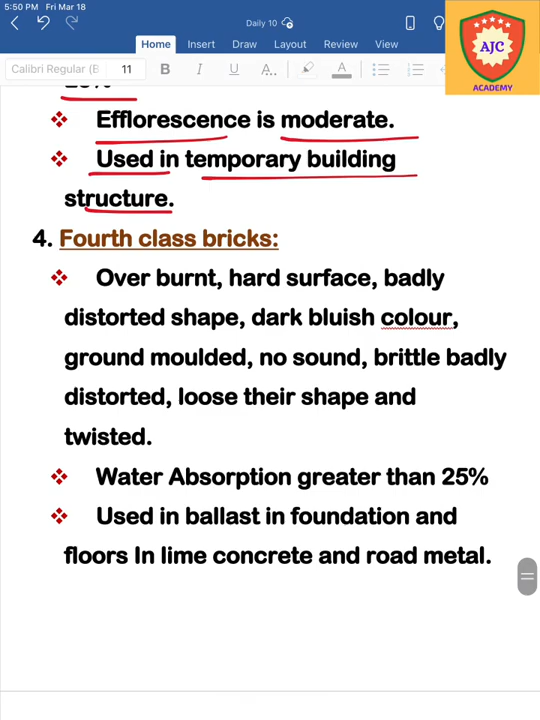 5:50 PM Fri Mar 18
Daily 10
Home Insert Draw Layout Review View
Calibri Regular (B 11 B I U A.. A
❖ Efflorescence is moderate.
❖ Used in temporary building
structure.
4. Fourth class bricks:
❖ Over burnt, hard surface, badly
distorted shape, dark bluish colour,
ground moulded, no sound, brittle badly
distorted, loose their shape and
twisted.
❖ Water Absorption greater than 25%
❖ Used in ballast in foundation and
floors In lime concrete and road metal.
AJC
ACADEMY